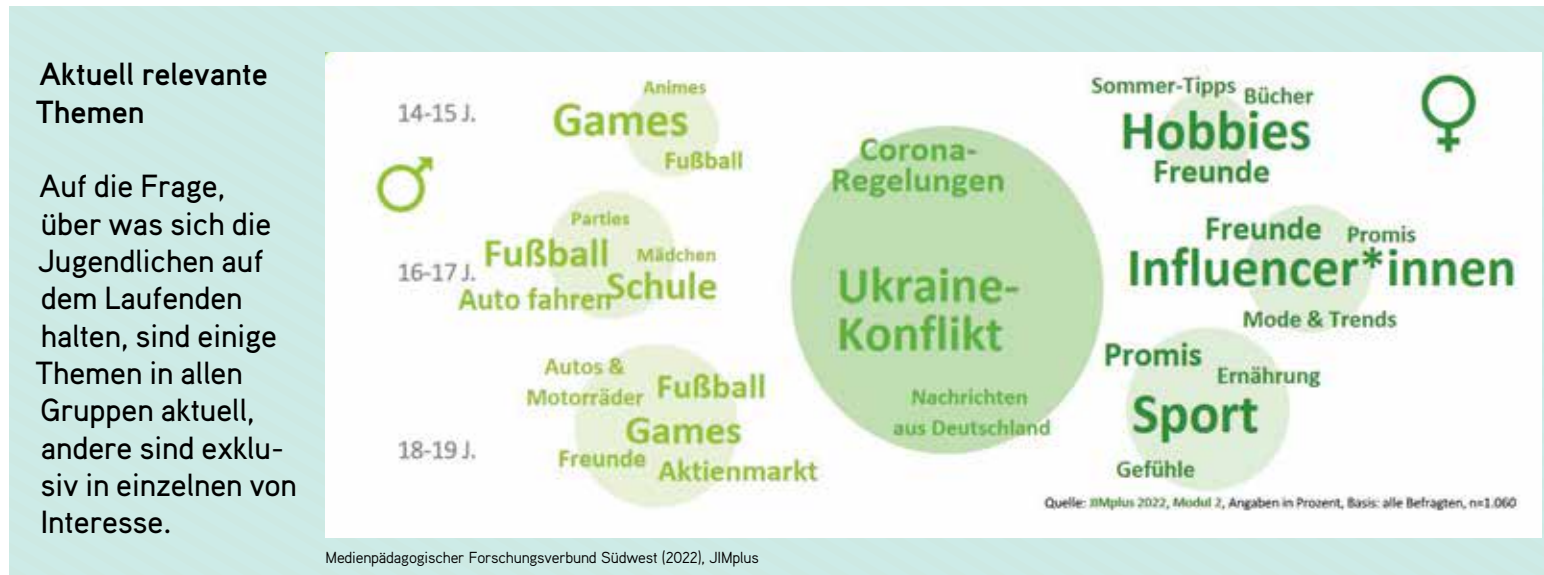 Aktuell relevante
Themen
Auf die Frage,
über was sich die
Jugendlichen auf
dem Laufenden
halten, sind einige
Themen in allen
Gruppen aktuell,
andere sind exklu-
siv in einzelnen von
Interesse.
14-15 J.
Animes
Games
Fußball
16-17 J.
Parties
Fußball
Mädchen
Schule
Auto fahren
18-19 J.
Autos &
Motorräder
Fußball
Games
Freunde
Aktienmarkt
Corona-
Regelungen
Ukraine-
Konflikt
Nachrichten
aus Deutschland
Sommer-Tipps
Bücher
Hobbies
Freunde
Freunde
Promis
Influencer*innen
Mode & Trends
Promis
Ernährung
Sport
Gefühle
Quelle: JIMplus 2022, Modul 2, Angaben in Prozent, Basis: alle Befragten, n=1.060
Medienpädagogischer Forschungsverbund Südwest (2022), JIMplus